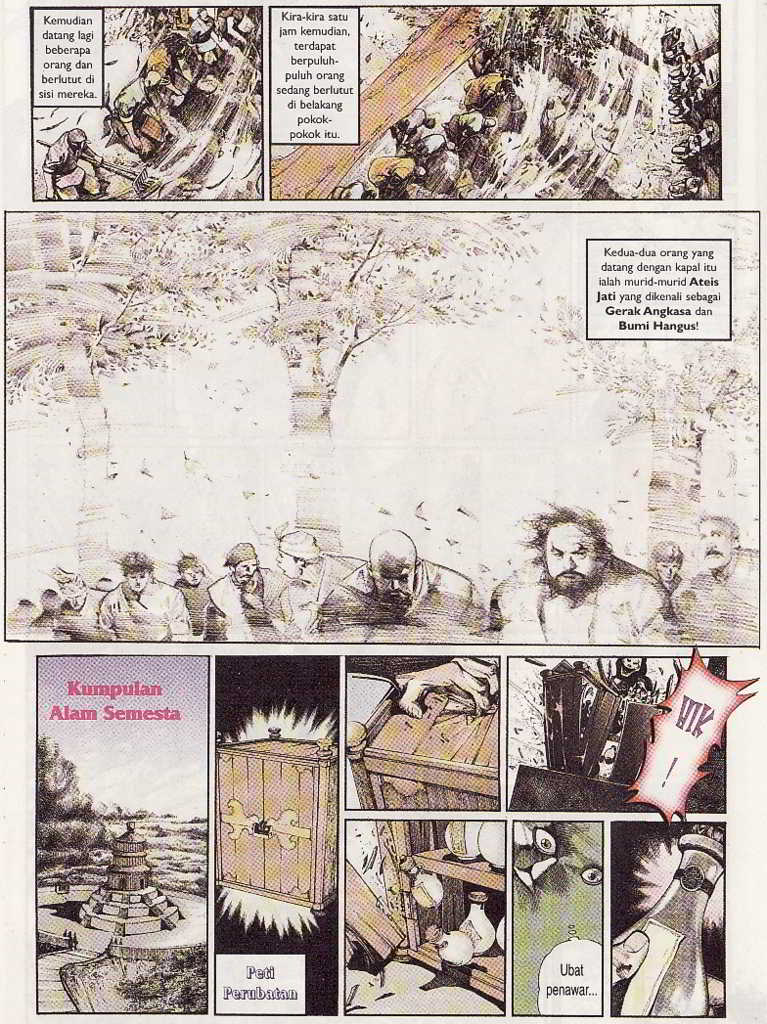 Kemudian
datang lagi
beberapa
orang dan
berlutut di
sisi mereka.
Kira-kira satu
jam kemudian,
terdapat
berpuluh-
puluh orang
sedang berlutut
di belakang
pokok-
pokok itu.
Kedua-dua orang yang
datang dengan kapal itu
ialah murid-murid Ateis
Jati yang dikenali sebagai
Gerak Angkasa dan
Bumi Hangus!
Kumpulan
Alam Semesta
Peti
Perubatan
Ubat
penawar...